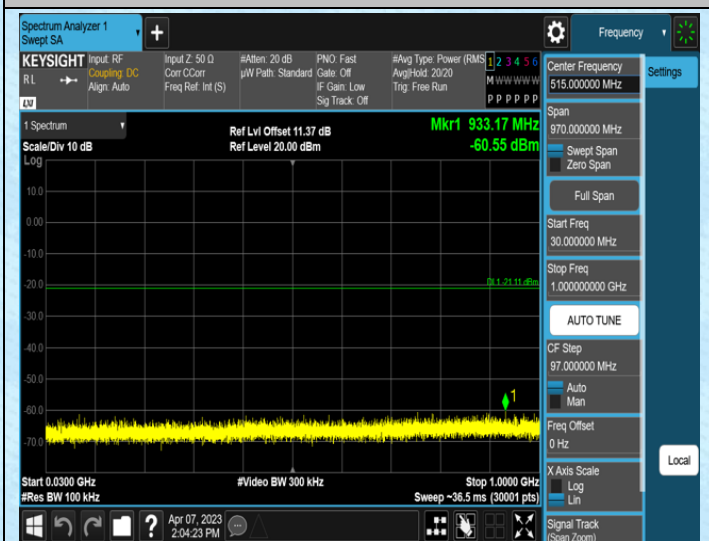 Spectrum Analyzer 1
Swept SA
Frequency
KEYSIGHT
RL
LXI
Input: RF
Coupling: DC
Align: Auto
Input Z: 50 Ω
Corr CCorr
Freq Ref: Int (S)
#Atten: 20 dB
µW Path: Standard
PNO: Fast
Gate: Off
IF Gain: Low
Sig Track: Off
#Avg Type: Power (RMS
Avg|Hold: 20/20
Trig: Free Run
1 2 3 4 5 6
M W W W W W
P P P P P P
1 Spectrum
Scale/Div 10 dB
Ref Lvl Offset 11.37 dB
Ref Level 20.00 dBm
Mkr1 933.17 MHz
-60.55 dBm
Log
10.0
0.00
-10.0
-20.0
DL1 -21.11 dBm
-30.0
-40.0
-50.0
1
-60.0
-70.0
Start 0.0300 GHz
#Video BW 300 kHz
Stop 1.0000 GHz
#Res BW 100 kHz
Sweep ~36.5 ms (30001 pts)
?
Apr 07, 2023
2:04:23 PM
Center Frequency
515.000000 MHz
Settings
Span
970.000000 MHz
Swept Span
Zero Span
Full Span
Start Freq
30.000000 MHz
Stop Freq
1.000000000 GHz
AUTO TUNE
CF Step
97.000000 MHz
Auto
Man
Freq Offset
0 Hz
Local
X Axis Scale
Log
Lin
Signal Track
(Span Zoom)